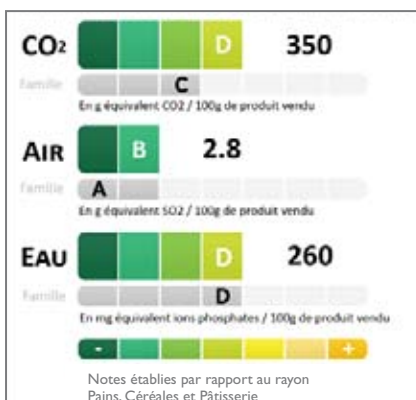 CO2 D 350
Famille C
En g équivalent CO2 / 100g de produit vendu
AIR B 2.8
Famille A
En g équivalent SO2 / 100g de produit vendu
EAU D 260
Famille D
En mg équivalent ions phosphates / 100g de produit vendu
- +
Notes établies par rapport au rayon
Pains, Céréales et Pâtisserie